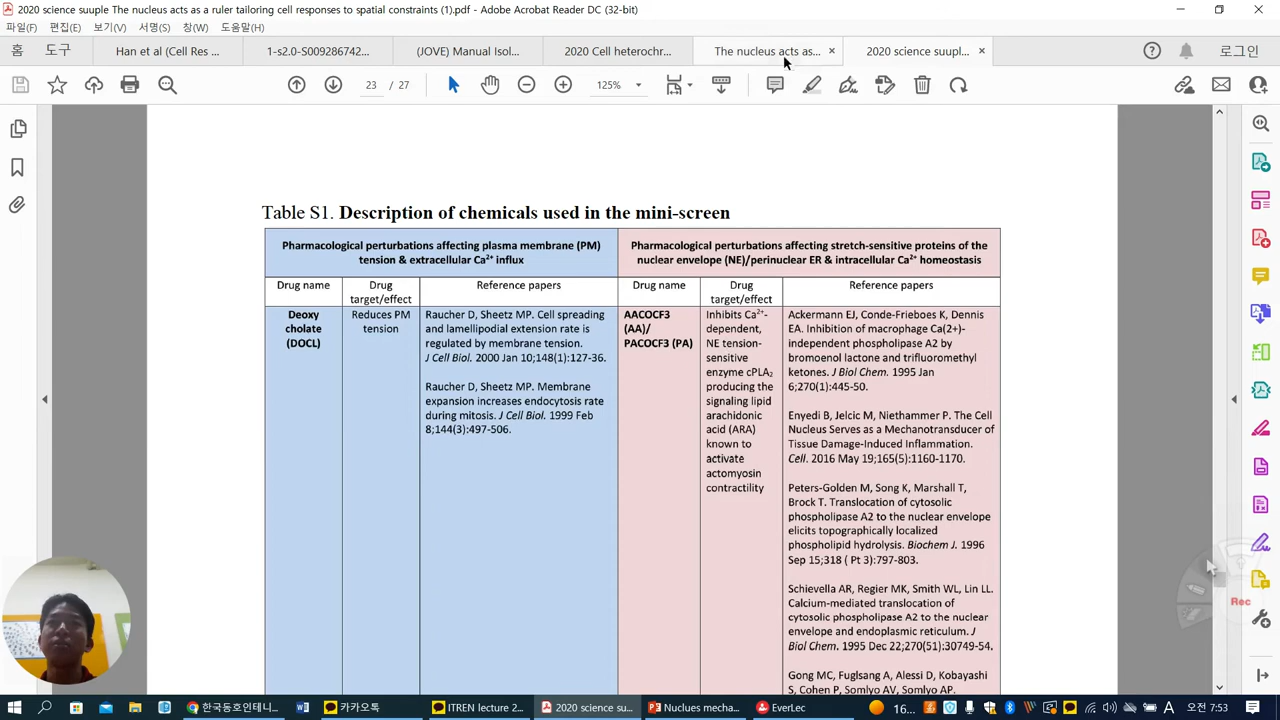 2020 science suuple The nucleus acts as a ruler tailoring cell responses to spatial constraints (1).pdf - Adobe Acrobat Reader DC (32-bit)
파일(F) 편집(E) 보기(V) 서명(S) 창(W) 도움말(H)
홈 도구 Han et al (Cell Res ... 1-s2.0-S009286742... (JOVE) Manual Isol... 2020 Cell heterochr... The nucleus acts as... × 2020 science suupl... × 로그인
23 / 27 125%
Table S1. Description of chemicals used in the mini-screen
Pharmacological perturbations affecting plasma membrane (PM)
tension & extracellular Ca²⁺ influx
Pharmacological perturbations affecting stretch-sensitive proteins of the
nuclear envelope (NE)/perinuclear ER & intracellular Ca²⁺ homeostasis
Drug name
Drug
target/effect
Reference papers
Drug name
Drug
target/effect
Reference papers
Deoxy
cholate
(DOCL)
Reduces PM
tension
Raucher D, Sheetz MP. Cell spreading
and lamellipodial extension rate is
regulated by membrane tension.
J Cell Biol. 2000 Jan 10;148(1):127-36.
Raucher D, Sheetz MP. Membrane
expansion increases endocytosis rate
during mitosis. J Cell Biol. 1999 Feb
8;144(3):497-506.
AACOCF3
(AA)/
PACOCF3 (PA)
Inhibits Ca²⁺-
dependent,
NE tension-
sensitive
enzyme cPLA₂
producing the
signaling lipid
arachidonic
acid (ARA)
known to
activate
actomyosin
contractility
Ackermann EJ, Conde-Frieboes K, Dennis
EA. Inhibition of macrophage Ca(2+)-
independent phospholipase A2 by
bromoenol lactone and trifluoromethyl
ketones. J Biol Chem. 1995 Jan
6;270(1):445-50.
Enyedi B, Jelcic M, Niethammer P. The Cell
Nucleus Serves as a Mechanotransducer of
Tissue Damage-Induced Inflammation.
Cell. 2016 May 19;165(5):1160-1170.
Peters-Golden M, Song K, Marshall T,
Brock T. Translocation of cytosolic
phospholipase A2 to the nuclear envelope
elicits topographically localized
phospholipid hydrolysis. Biochem J. 1996
Sep 15;318 ( Pt 3):797-803.
Schievella AR, Regier MK, Smith WL, Lin LL.
Calcium-mediated translocation of
cytosolic phospholipase A2 to the nuclear
envelope and endoplasmic reticulum. J
Biol Chem. 1995 Dec 22;270(51):30749-54.
Gong MC, Fuglsang A, Alessi D, Kobayashi
S, Cohen P, Somlyo AV, Somlyo AP.
Rec
한국동호인테니... 카카오톡 ITREN lecture 2... 2020 science su... Nuclues mecha... EverLec 16... A 오후 7:53